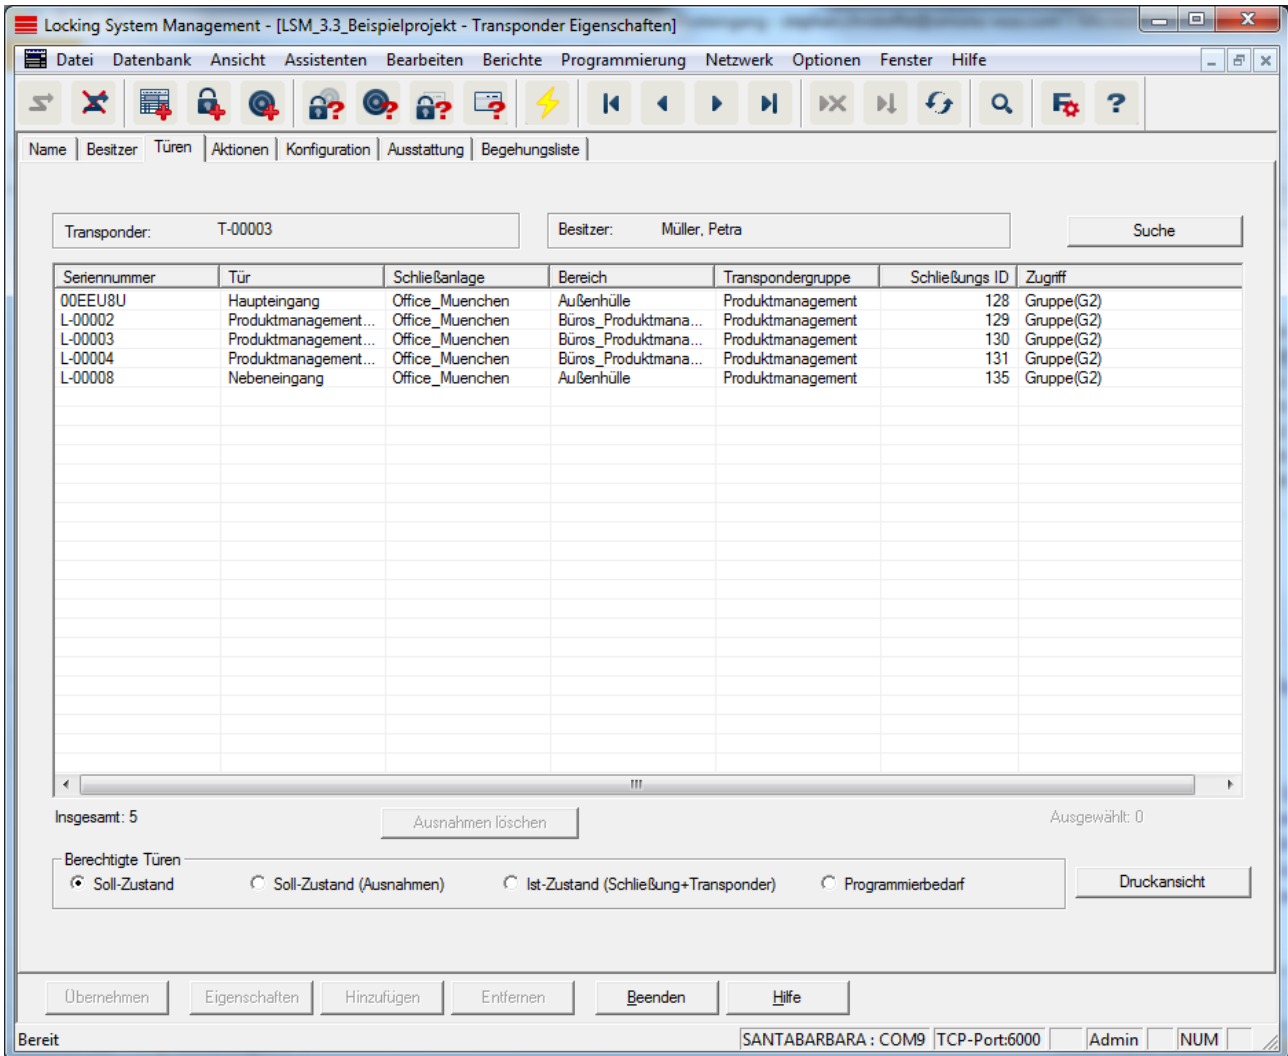 Locking System Management - [LSM_3.3_Beispielprojekt - Transponder Eigenschaften]
Datei Datenbank Ansicht Assistenten Bearbeiten Berichte Programmierung Netzwerk Optionen Fenster Hilfe
Name Besitzer Türen Aktionen Konfiguration Ausstattung Begehungsliste
Transponder: T-00003 Besitzer: Müller, Petra Suche
Seriennummer Tür Schließanlage Bereich Transpondergruppe Schließungs ID Zugriff
00EEU8U Haupteingang Office_Muenchen Außenhülle Produktmanagement 128 Gruppe(G2)
L-00002 Produktmanagement... Office_Muenchen Büros_Produktmana... Produktmanagement 129 Gruppe(G2)
L-00003 Produktmanagement... Office_Muenchen Büros_Produktmana... Produktmanagement 130 Gruppe(G2)
L-00004 Produktmanagement... Office_Muenchen Büros_Produktmana... Produktmanagement 131 Gruppe(G2)
L-00008 Nebeneingang Office_Muenchen Außenhülle Produktmanagement 135 Gruppe(G2)
Insgesamt: 5 Ausnahmen löschen Ausgewählt: 0
Berechtigte Türen
Soll-Zustand Soll-Zustand (Ausnahmen) Ist-Zustand (Schließung+Transponder) Programmierbedarf Druckansicht
Übernehmen Eigenschaften Hinzufügen Entfernen Beenden Hilfe
Bereit SANTABARBARA : COM9 TCP-Port:6000 Admin NUM